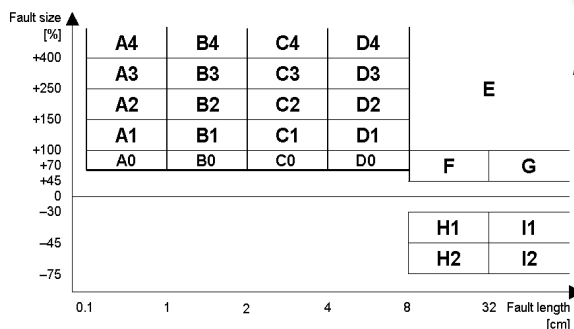 Fault size
[%]
A4 B4 C4 D4
+400
A3 B3 C3 D3
+250
E
A2 B2 C2 D2
+150
A1 B1 C1 D1
+100
A0 B0 C0 D0
+70
F G
+45
0
−30
H1 I1
−45
H2 I2
−75
0.1 1 2 4 8 32 Fault length
[cm]